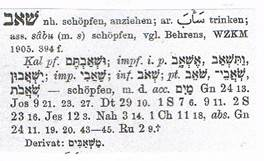 שאב nb. schöpfen, anziehen; ar. سَأَبَ trinken;
ass. sâbu (m. s) schöpfen, vgl. Behrens, WZKM
1905. 394 f.
Kal pf. וּשְׁאַבְתֶּם impf. i. p. אֶשְׁאָב, וַתִּשְׁאַב,
יִשְׁאֲבוּן; imp. שַׁאֲבִי; inf. שְׁאֹב; pt. שֹׁאֲבֵי,
שֹׁאֲבֹת — schöpfen, m. d. acc. מַיִם Gn 24 13.
Jos 9 21. 23. 27. Dt 29 10. 1 S 7 6. 9 11. 2 S
23 16. Jes 12 3. Nah 3 14. 1 Ch 11 18, abs. Gn
24 11. 19. 20. 43—45. Ru 2 9.†
Derivat: מַשְׁאַבִּים.